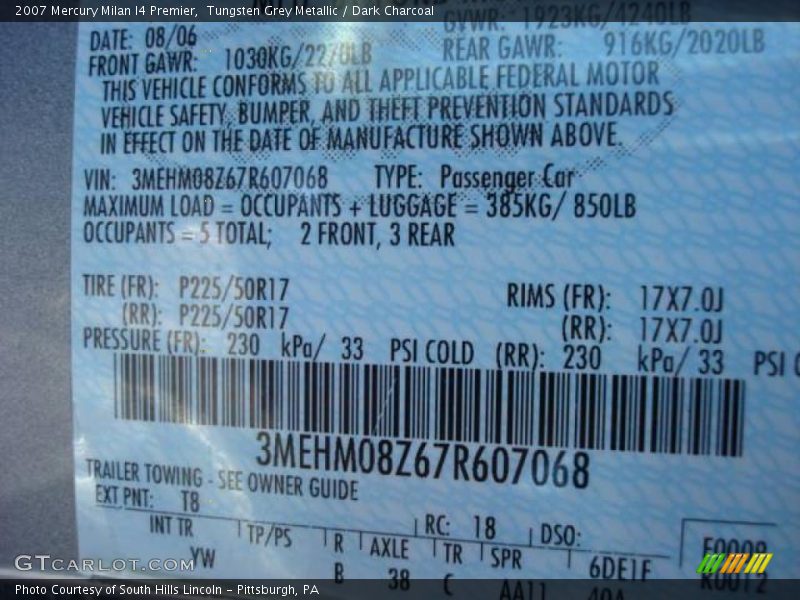 2007 Mercury Milan I4 Premier,  Tungsten Grey Metallic / Dark Charcoal
GVWR: 1923KG/4240LB
DATE: 08/06
FRONT GAWR: 1030KG/2270LB REAR GAWR: 916KG/2020LB
THIS VEHICLE CONFORMS TO ALL APPLICABLE FEDERAL MOTOR
VEHICLE SAFETY, BUMPER, AND THEFT PREVENTION STANDARDS
IN EFFECT ON THE DATE OF MANUFACTURE SHOWN ABOVE.
VIN: 3MEHM08Z67R607068 TYPE: Passenger Car
MAXIMUM LOAD = OCCUPANTS + LUGGAGE = 385KG/ 850LB
OCCUPANTS = 5 TOTAL; 2 FRONT, 3 REAR
TIRE (FR): P225/50R17 RIMS (FR): 17X7.0J
(RR): P225/50R17 (RR): 17X7.0J
PRESSURE (FR): 230 kPa/ 33 PSI COLD (RR): 230 kPa/ 33 PSI
3MEHM08Z67R607068
TRAILER TOWING - SEE OWNER GUIDE
EXT PNT: T8 RC: 18 DSO:
INT TR TP/PS R AXLE TR SPR 6DE1F
YW B 38 C AA11
GTCARLOT.COM
Photo Courtesy of South Hills Lincoln - Pittsburgh, PA